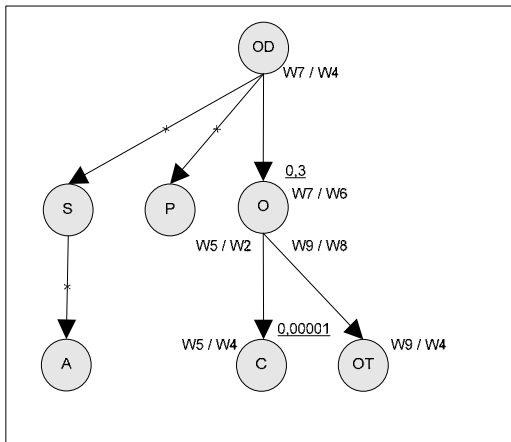 OD
W7 / W4
*
*
0,3
S
P
O
W7 / W6
W5 / W2
W9 / W8
*
0,00001
W5 / W4
W9 / W4
A
C
OT